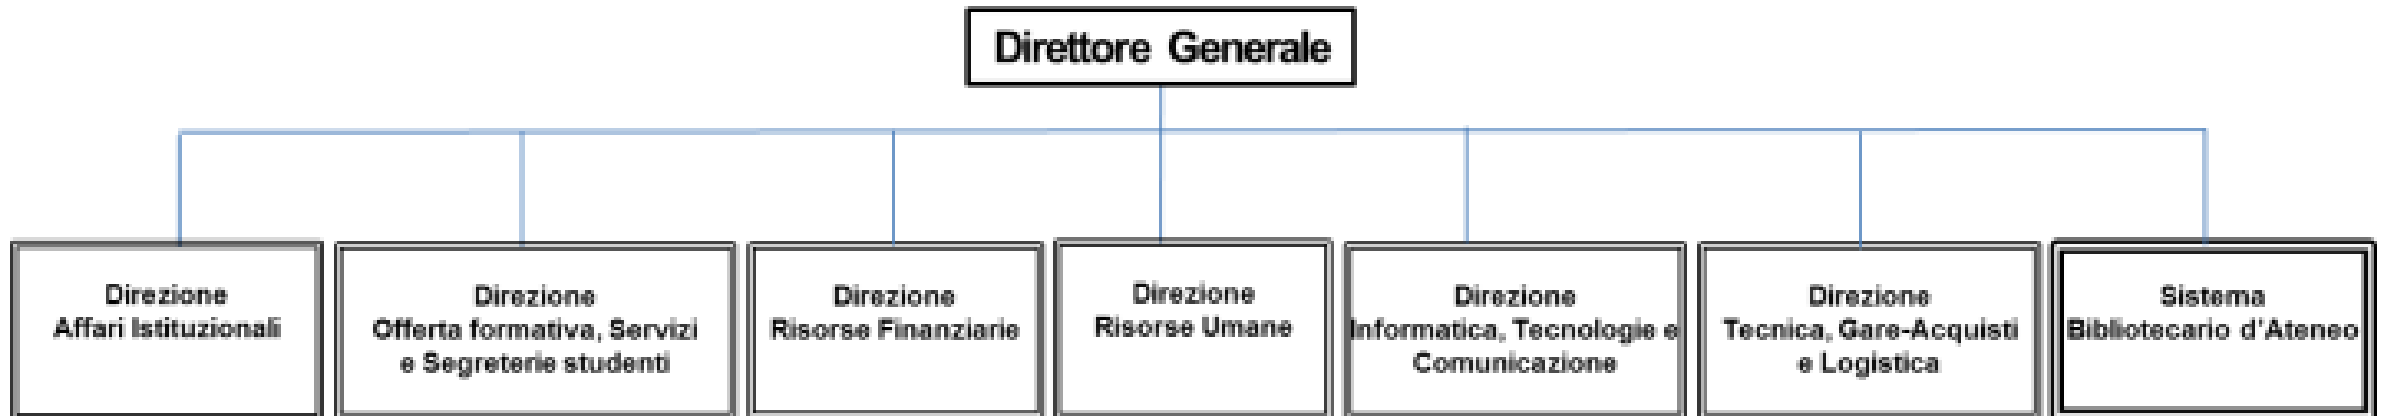 Direttore Generale
Direzione
Affari Istituzionali
Direzione
Offerta formativa, Servizi
e Segreterie studenti
Direzione
Risorse Finanziarie
Direzione
Risorse Umane
Direzione
Informatica, Tecnologie e
Comunicazione
Direzione
Tecnica, Gare-Acquisti
e Logistica
Sistema
Bibliotecario d'Ateneo